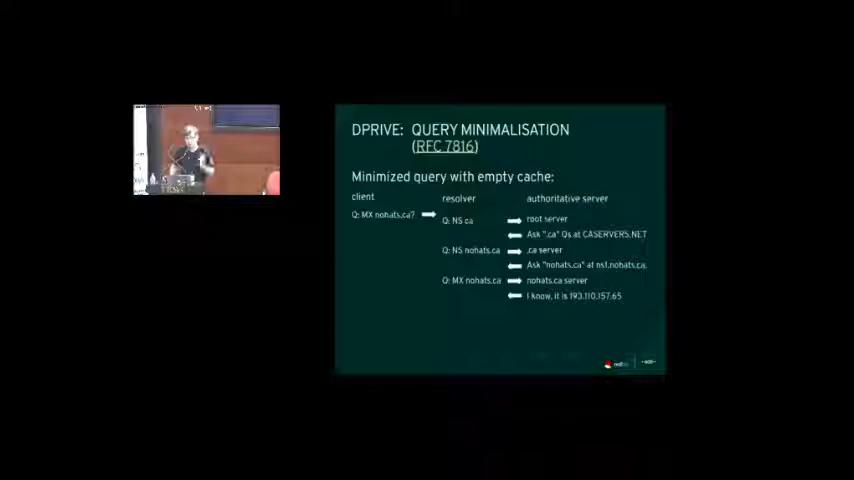 DPRIVE: QUERY MINIMALISATION
(RFC 7816)
Minimized query with empty cache:
client resolver authoritative server
Q: MX nohats.ca? Q: NS ca root server
Ask ".ca" Qs at CASERVERS.NET
Q: NS nohats.ca .ca server
Ask "nohats.ca" at ns1.nohats.ca.
Q: MX nohats.ca nohats.ca server
I know, it is 193.110.157.65